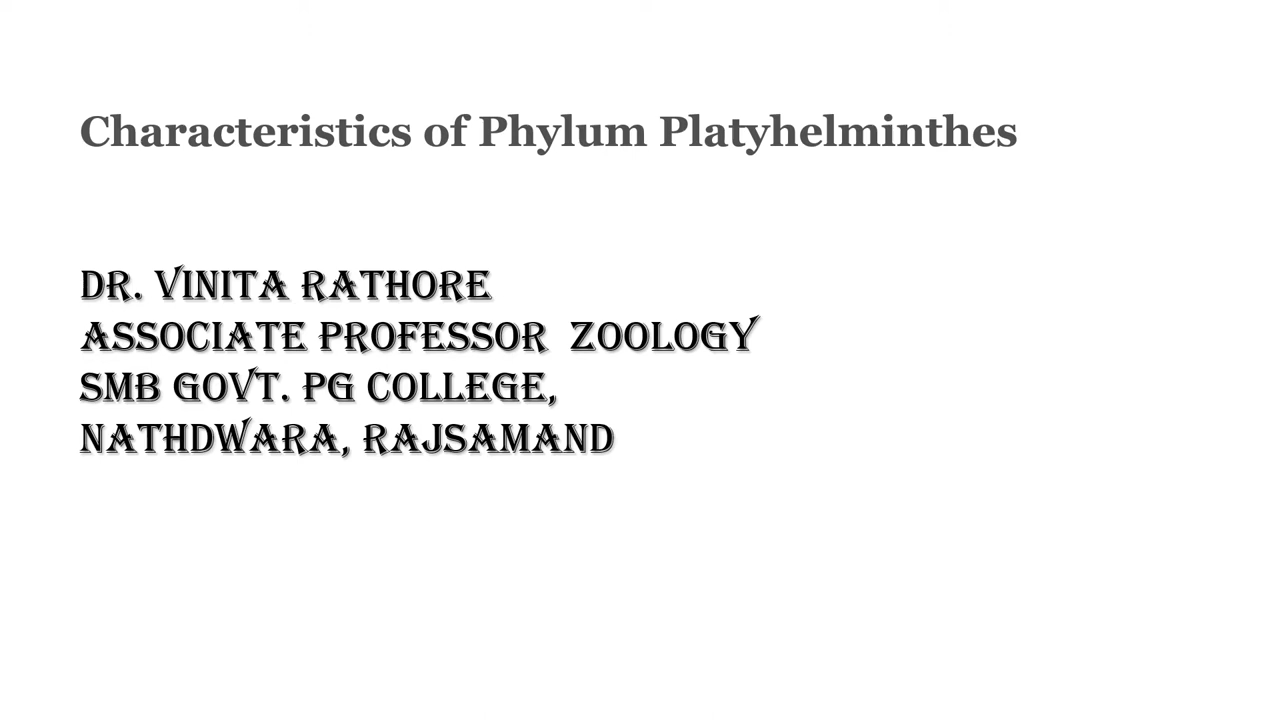 Characteristics of Phylum Platyhelminthes
DR. VINITA RATHORE
ASSOCIATE PROFESSOR ZOOLOGY
SMB GOVT. PG COLLEGE,
NATHDWARA, RAJSAMAND